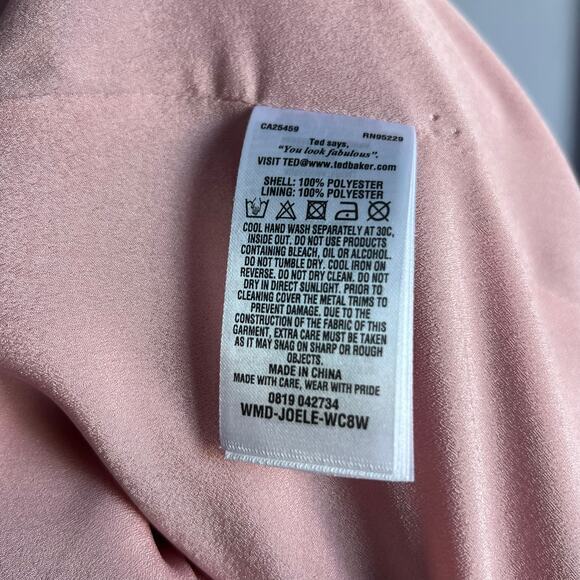 CA25459 RN95229
Ted says,
"You look fabulous".
VISIT TED@www.tedbaker.com
SHELL: 100% POLYESTER
LINING: 100% POLYESTER
COOL HAND WASH SEPARATELY AT 30C,
INSIDE OUT. DO NOT USE PRODUCTS
CONTAINING BLEACH, OIL OR ALCOHOL.
DO NOT TUMBLE DRY. COOL IRON ON
REVERSE. DO NOT DRY CLEAN. DO NOT
DRY IN DIRECT SUNLIGHT. PRIOR TO
CLEANING COVER THE METAL TRIMS TO
PREVENT DAMAGE. DUE TO THE
CONSTRUCTION OF THE FABRIC OF THIS
GARMENT, EXTRA CARE MUST BE TAKEN
AS IT MAY SNAG ON SHARP OR ROUGH
OBJECTS.
MADE IN CHINA
MADE WITH CARE, WEAR WITH PRIDE
0819 042734
WMD-JOELE-WC8W